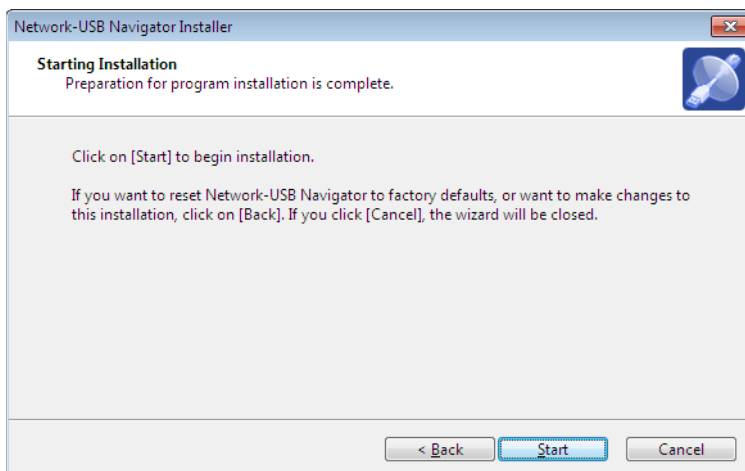 Network-USB Navigator Installer
Starting Installation
Preparation for program installation is complete.
Click on [Start] to begin installation.
If you want to reset Network-USB Navigator to factory defaults, or want to make changes to
this installation, click on [Back]. If you click [Cancel], the wizard will be closed.
< Back
Start
Cancel